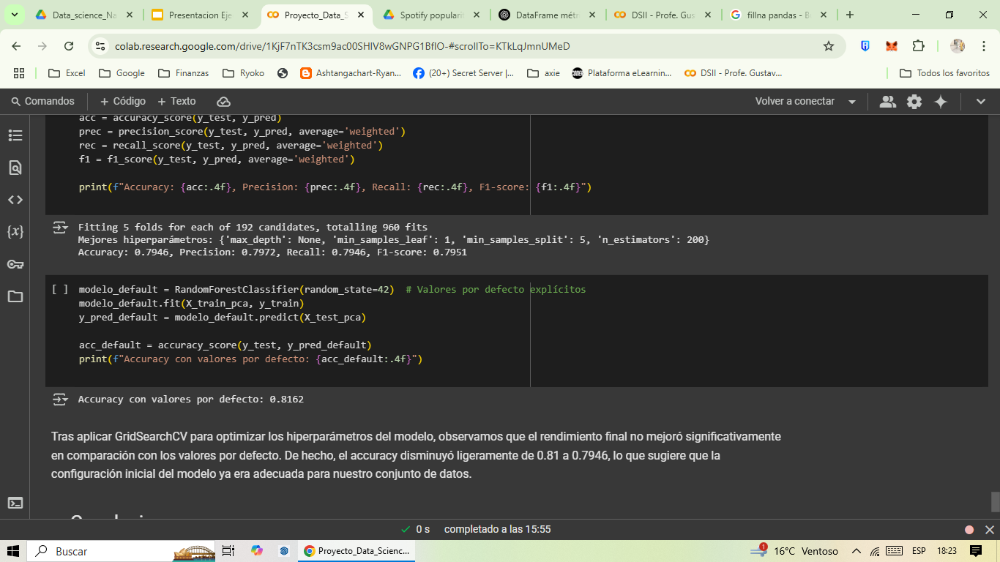 Data_science_Na
Presentacion Eje
Proyecto_Data_S
Spotify popularit
DataFrame métr
DSII - Profe. Gus
fillna pandas - B
colab.research.google.com/drive/1KjF7nTK3csm9ac00SHlV8wGNPG1BflO-#scrollTo=KTkLqJmnUMeD
Excel
Google
Finanzas
Ryoko
Ashtangachart-Ryan...
(20+) Secret Server |...
axie
Plataforma eLearnin...
DSII - Profe. Gustav...
Todos los favoritos
Comandos
+ Código
+ Texto
Volver a conectar
acc = accuracy_score(y_test, y_pred)
prec = precision_score(y_test, y_pred, average='weighted')
rec = recall_score(y_test, y_pred, average='weighted')
f1 = f1_score(y_test, y_pred, average='weighted')
print(f"Accuracy: {acc:.4f}, Precision: {prec:.4f}, Recall: {rec:.4f}, F1-score: {f1:.4f}")
Fitting 5 folds for each of 192 candidates, totalling 960 fits
Mejores hiperparámetros: {'max_depth': None, 'min_samples_leaf': 1, 'min_samples_split': 5, 'n_estimators': 200}
Accuracy: 0.7946, Precision: 0.7972, Recall: 0.7946, F1-score: 0.7951
[ ] modelo_default = RandomForestClassifier(random_state=42)  # Valores por defecto explícitos
modelo_default.fit(X_train_pca, y_train)
y_pred_default = modelo_default.predict(X_test_pca)
acc_default = accuracy_score(y_test, y_pred_default)
print(f"Accuracy con valores por defecto: {acc_default:.4f}")
Accuracy con valores por defecto: 0.8162
Tras aplicar GridSearchCV para optimizar los hiperparámetros del modelo, observamos que el rendimiento final no mejoró significativamente
en comparación con los valores por defecto. De hecho, el accuracy disminuyó ligeramente de 0.81 a 0.7946, lo que sugiere que la
configuración inicial del modelo ya era adecuada para nuestro conjunto de datos.
0 s completado a las 15:55
Buscar
Proyecto_Data_Scienc...
1
16°C Ventoso
ESP
18:23